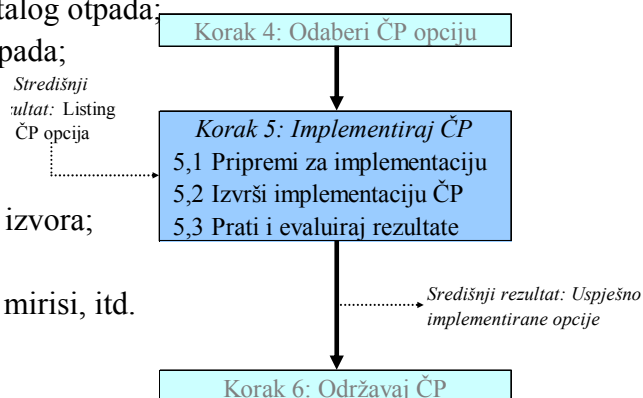 talog otpada;
pada;
Stredišnji
ultat: Listing
ČP opcija
izvora;
mirisi, itd.
Korak 4: Odaberi ČP opciju
Korak 5: Implementiraj ČP
5,1 Pripremi za implementaciju
5,2 Izvrši implementaciju ČP
5,3 Prati i evaluiraj rezultate
Središnji rezultat: Uspješno
implementirane opcije
Korak 6: Održavaj ČP